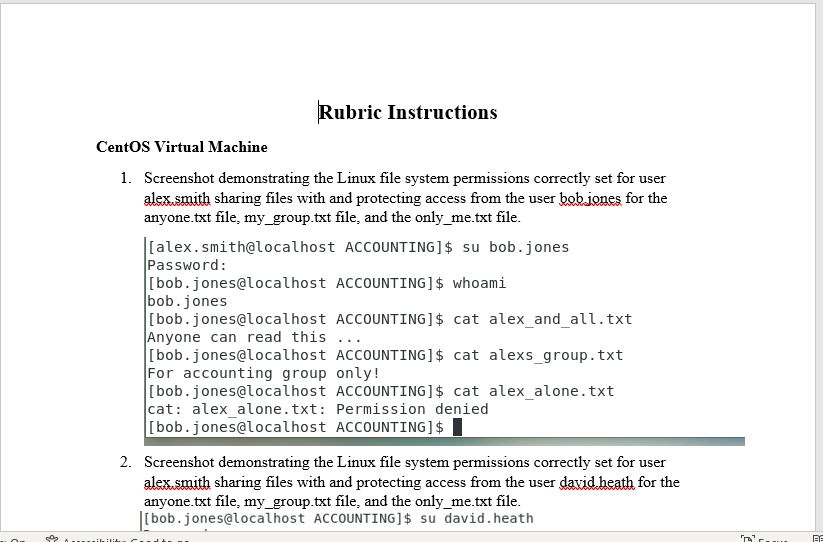 Rubric Instructions
CentOS Virtual Machine
1. Screenshot demonstrating the Linux file system permissions correctly set for user
alex.smith sharing files with and protecting access from the user bob.jones for the
anyone.txt file, my_group.txt file, and the only_me.txt file.
[alex.smith@localhost ACCOUNTING]$ su bob.jones
Password:
[bob.jones@localhost ACCOUNTING]$ whoami
bob.jones
[bob.jones@localhost ACCOUNTING]$ cat alex_and_all.txt
Anyone can read this ...
[bob.jones@localhost ACCOUNTING]$ cat alexs_group.txt
For accounting group only!
[bob.jones@localhost ACCOUNTING]$ cat alex_alone.txt
cat: alex_alone.txt: Permission denied
[bob.jones@localhost ACCOUNTING]$
2. Screenshot demonstrating the Linux file system permissions correctly set for user
alex.smith sharing files with and protecting access from the user david.heath for the
anyone.txt file, my_group.txt file, and the only_me.txt file.
[bob.jones@localhost ACCOUNTING]$ su david.heath